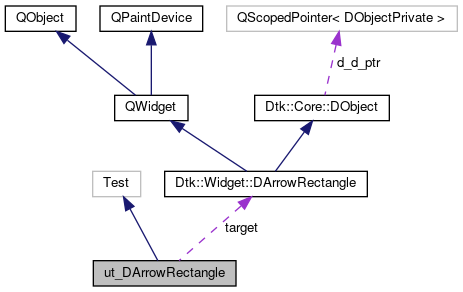 QObject
QPaintDevice
QScopedPointer< DObjectPrivate >
d_d_ptr
QWidget
Dtk::Core::DObject
Test
Dtk::Widget::DArrowRectangle
target
ut_DArrowRectangle